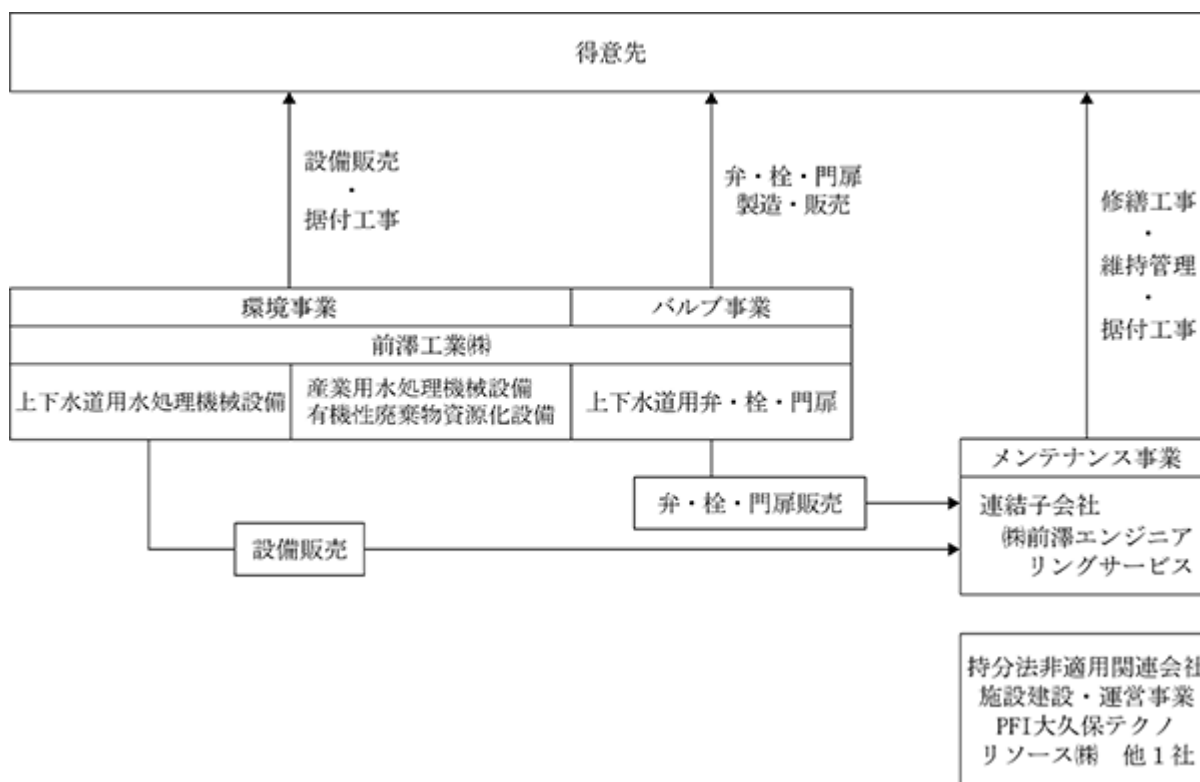 得意先
設備販売
・
据付工事
弁・栓・門扉
製造・販売
修繕工事
・
維持管理
・
据付工事
環境事業
バルブ事業
前澤工業㈱
上下水道用水処理機械設備
産業用水処理機械設備
有機性廃棄物資源化設備
上下水道用弁・栓・門扉
メンテナンス事業
連結子会社
㈱前澤エンジニア
リングサービス
弁・栓・門扉販売
設備販売
持分法非適用関連会社
施設建設・運営事業
PFI大久保テクノ
リソース㈱　他１社